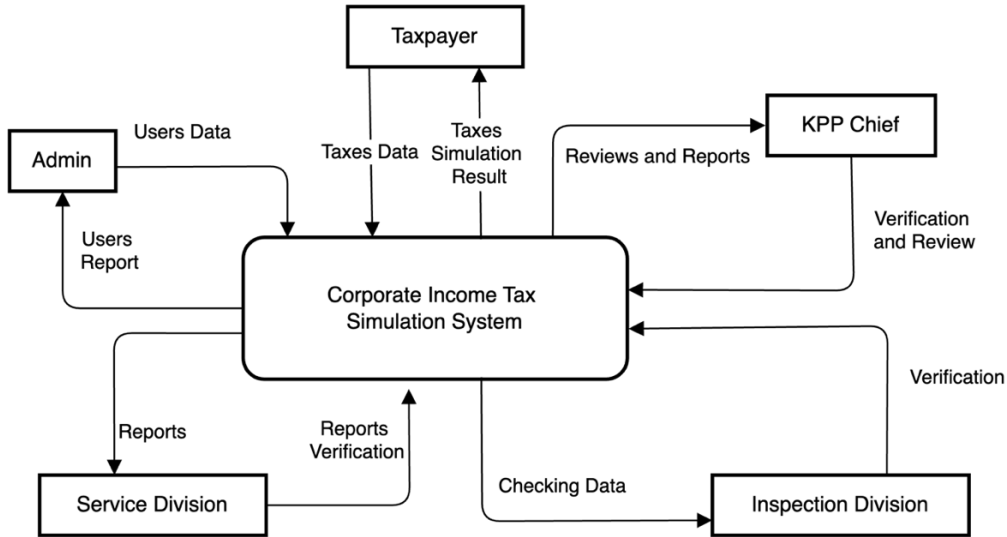 Taxpayer
KPP Chief
Users Data
Admin
Taxes Data
Taxes
Simulation
Result
Reviews and Reports
Users
Report
Verification
and Review
Corporate Income Tax
Simulation System
Verification
Reports
Reports
Verification
Checking Data
Service Division
Inspection Division